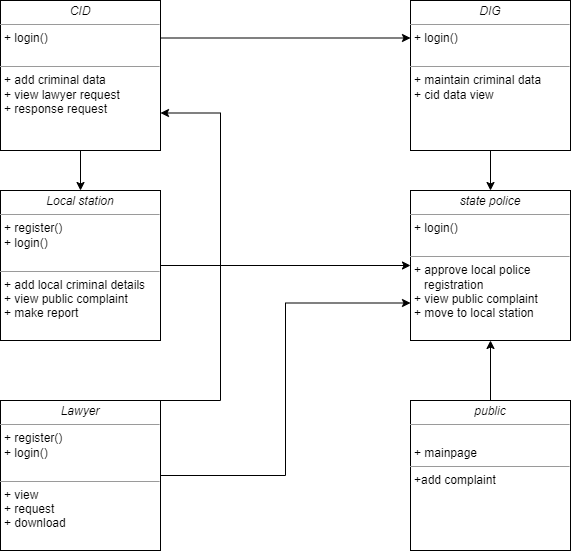 CID
+ login()
+ add criminal data
+ view lawyer request
+ response request
DIG
+ login()
+ maintain criminal data
+ cid data view
Local station
+ register()
+ login()
+ add local criminal details
+ view public complaint
+ make report
state police
+ login()
+ approve local police
registration
+ view public complaint
+ move to local station
Lawyer
+ register()
+ login()
+ view
+ request
+ download
public
+ mainpage
+add complaint